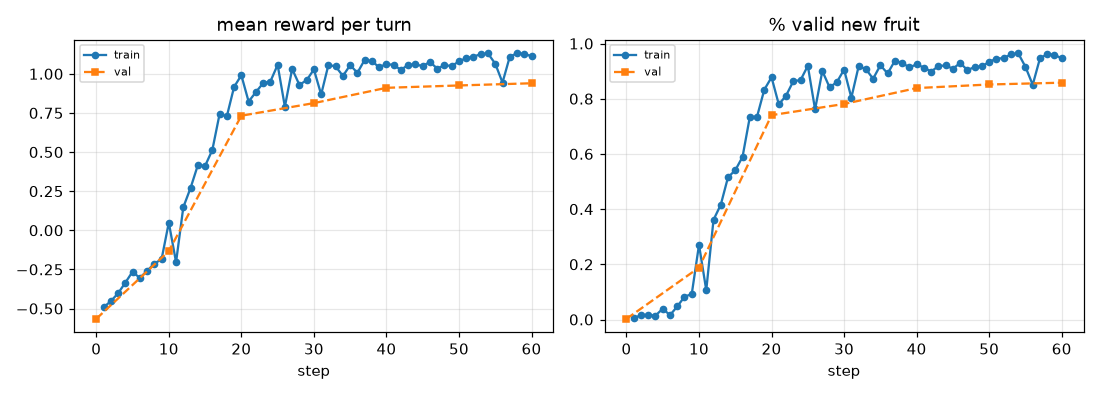 mean reward per turn
train
val
1.00
0.75
0.50
0.25
0.00
−0.25
−0.50
0 10 20 30 40 50 60
step
% valid new fruit
train
val
1.0
0.8
0.6
0.4
0.2
0.0
0 10 20 30 40 50 60
step